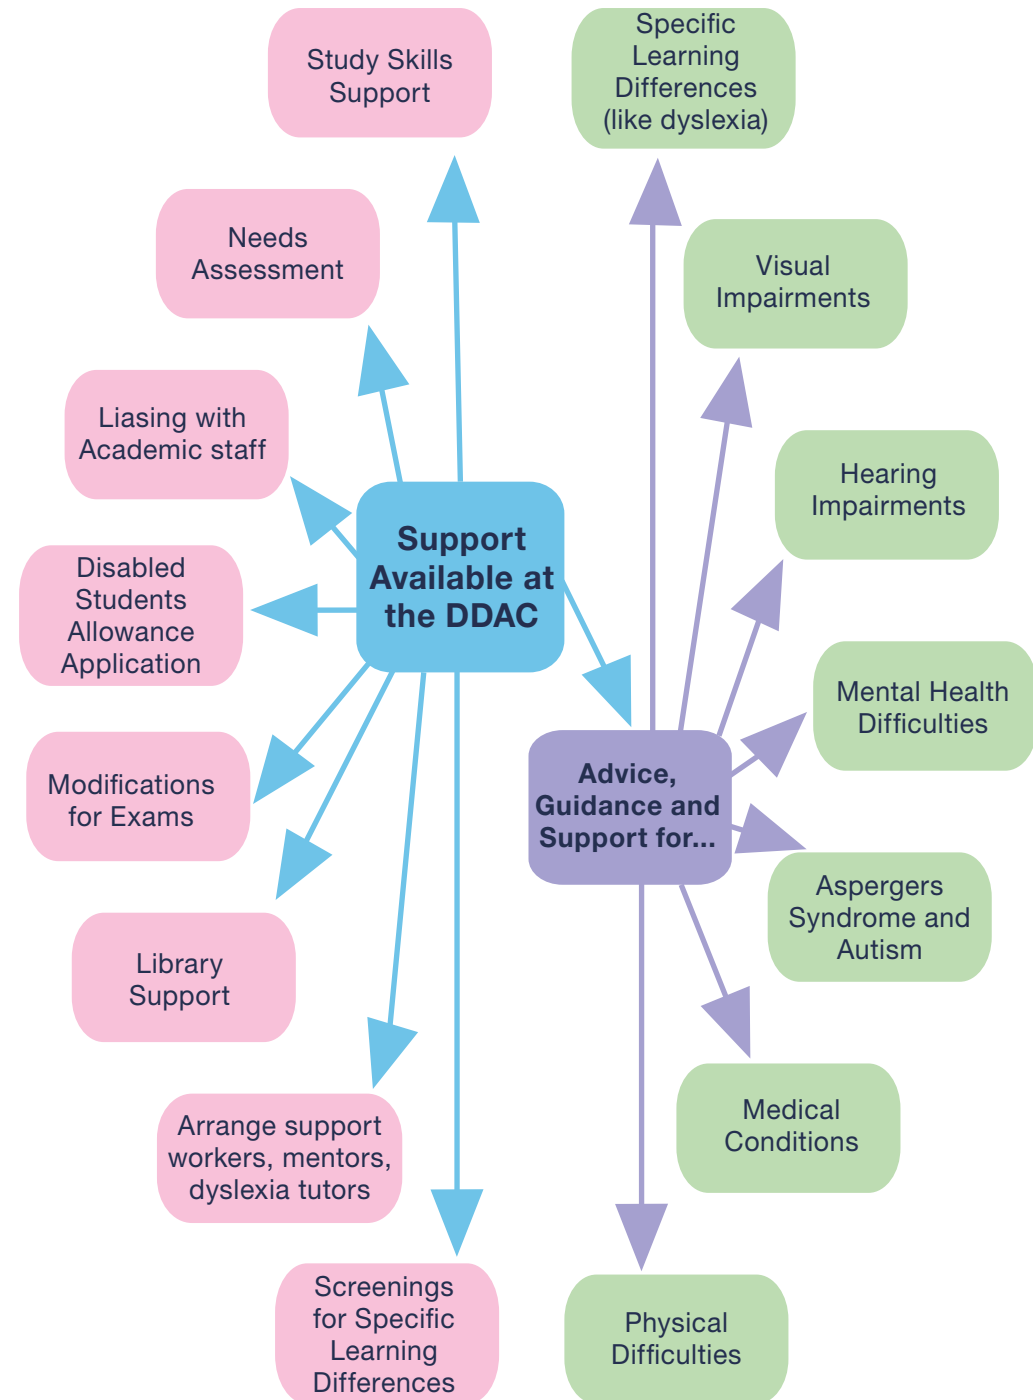 Study Skills
Support
Needs
Assessment
Liasing with
Academic staff
Disabled
Students
Allowance
Application
Modifications
for Exams
Library
Support
Arrange support
workers, mentors,
dyslexia tutors
Screenings
for Specific
Learning
Differences
Support
Available at
the DDAC
Advice,
Guidance and
Support for...
Specific
Learning
Differences
(like dyslexia)
Visual
Impairments
Hearing
Impairments
Mental Health
Difficulties
Aspergers
Syndrome and
Autism
Medical
Conditions
Physical
Difficulties